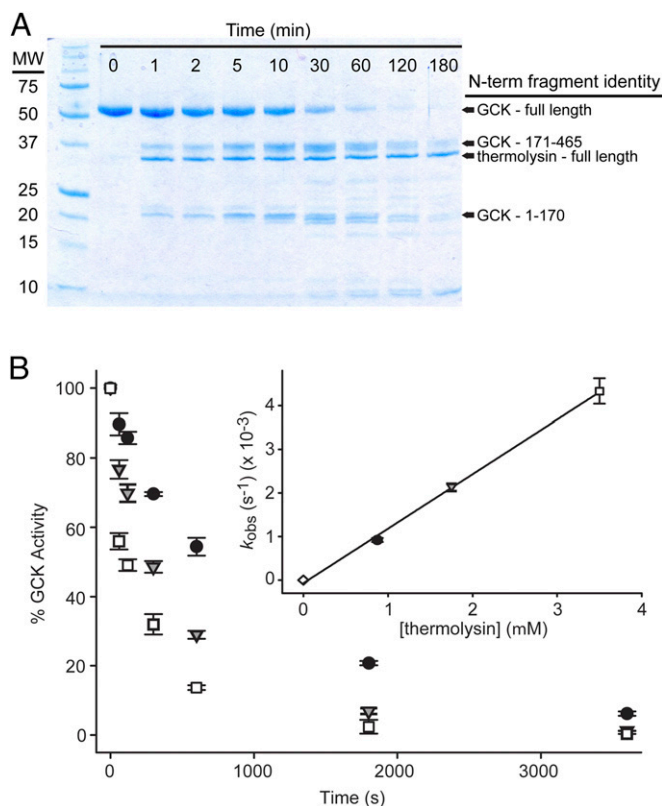 A
Time (min)
MW 0 1 2 5 10 30 60 120 180
N-term fragment identity
75
50 GCK - full length
37 GCK - 171-465
thermolysin - full length
25
20 GCK - 1-170
15
10
B
100
80
60
40
20
0
% GCK Activity
0 1000 2000 3000
Time (s)
4
3
2
1
0
kobs (s-1) (x 10-3)
0 1 2 3 4
[thermolysin] (mM)